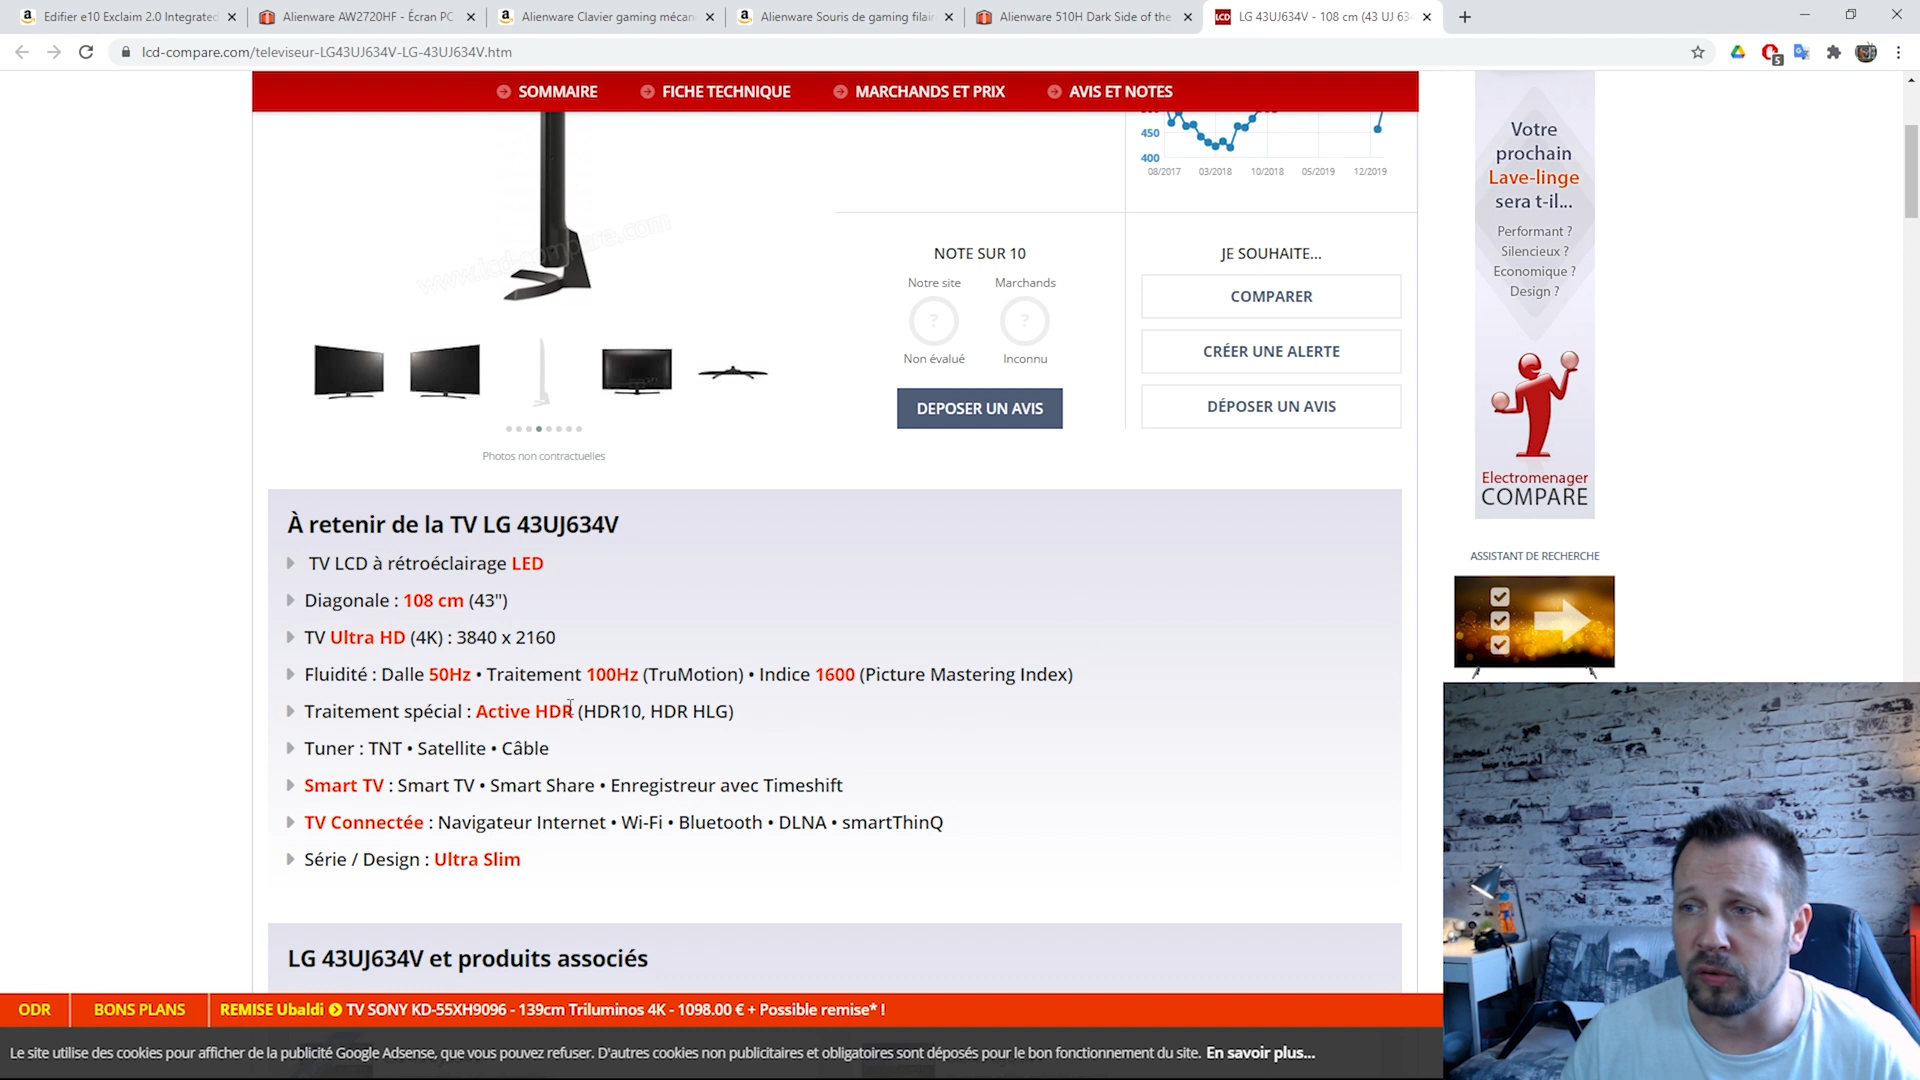 Edifier e10 Exclaim 2.0 Integrated
Alienware AW2720HF - Écran PC
Alienware Clavier gaming mécan
Alienware Souris de gaming filair
Alienware 510H Dark Side of the
LCD LG 43UJ634V - 108 cm (43 UJ 63
lcd-compare.com/televiseur-LG43UJ634V-LG-43UJ634V.htm
5
SOMMAIRE
FICHE TECHNIQUE
MARCHANDS ET PRIX
AVIS ET NOTES
450
400
08/2017 03/2018 10/2018 05/2019 12/2019
www.lcd-compare.com
Photos non contractuelles
NOTE SUR 10
Notre site
Marchands
?
?
Non évalué
Inconnu
DEPOSER UN AVIS
JE SOUHAITE...
COMPARER
CRÉER UNE ALERTE
DÉPOSER UN AVIS
À retenir de la TV LG 43UJ634V
TV LCD à rétroéclairage LED
Diagonale : 108 cm (43")
TV Ultra HD (4K) : 3840 x 2160
Fluidité : Dalle 50Hz • Traitement 100Hz (TruMotion) • Indice 1600 (Picture Mastering Index)
Traitement spécial : Active HDR (HDR10, HDR HLG)
Tuner : TNT • Satellite • Câble
Smart TV : Smart TV • Smart Share • Enregistreur avec Timeshift
TV Connectée : Navigateur Internet • Wi-Fi • Bluetooth • DLNA • smartThinQ
Série / Design : Ultra Slim
LG 43UJ634V et produits associés
Votre
prochain
Lave-linge
sera t-il...
Performant ?
Silencieux ?
Economique ?
Design ?
Electromenager
COMPARE
ASSISTANT DE RECHERCHE
ODR
BONS PLANS
REMISE Ubaldi TV SONY KD-55XH9096 - 139cm Triluminos 4K - 1098.00 € + Possible remise* !
Le site utilise des cookies pour afficher de la publicité Google Adsense, que vous pouvez refuser. D'autres cookies non publicitaires et obligatoires sont déposés pour le bon fonctionnement du site. En savoir plus...